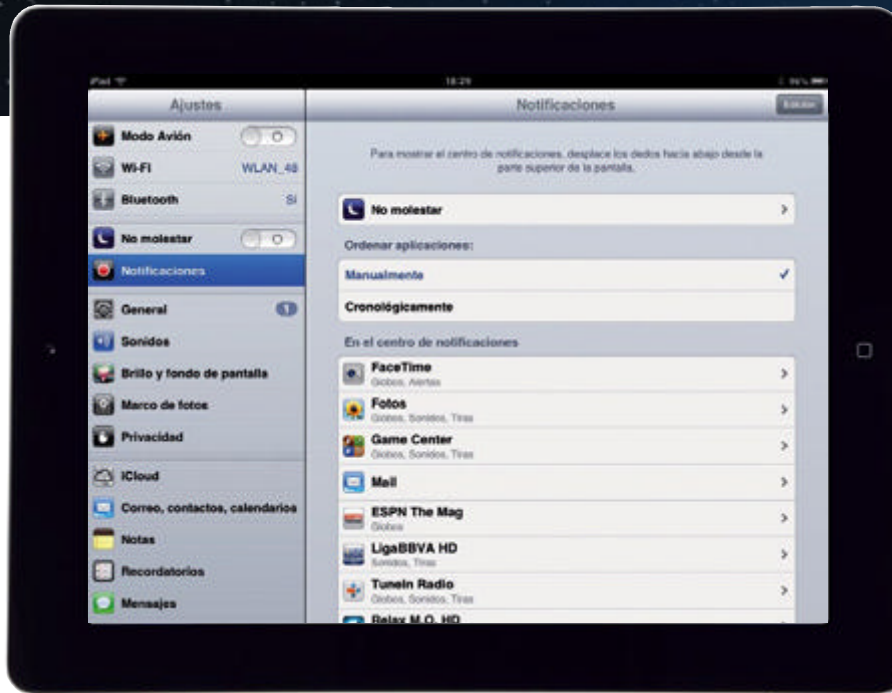 iPad
18:29
96%
Ajustes
Modo Avión
Wi-Fi WLAN_48
Bluetooth Sí
No molestar
Notificaciones
General 1
Sonidos
Brillo y fondo de pantalla
Marco de fotos
Privacidad
iCloud
Correo, contactos, calendarios
Notas
Recordatorios
Mensajes
Notificaciones
Para mostrar el centro de notificaciones, desplace los dedos hacia abajo desde la
parte superior de la pantalla.
No molestar
Ordenar aplicaciones:
Manualmente
Cronológicamente
En el centro de notificaciones
FaceTime
Globos, Alertas
Fotos
Globos, Sonidos, Tiras
Game Center
Globos, Sonidos, Tiras
Mail
ESPN The Mag
Globos
LigaBBVA HD
Sonidos, Tiras
TuneIn Radio
Globos, Sonidos, Tiras
Relax M.O. HD